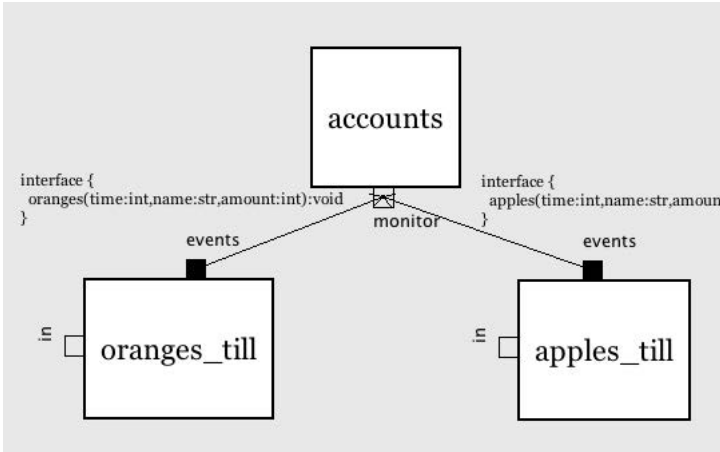 accounts
interface {
oranges(time:int,name:str,amount:int):void
}
interface {
apples(time:int,name:str,amoun
}
monitor
events
events
in
oranges_till
in
apples_till